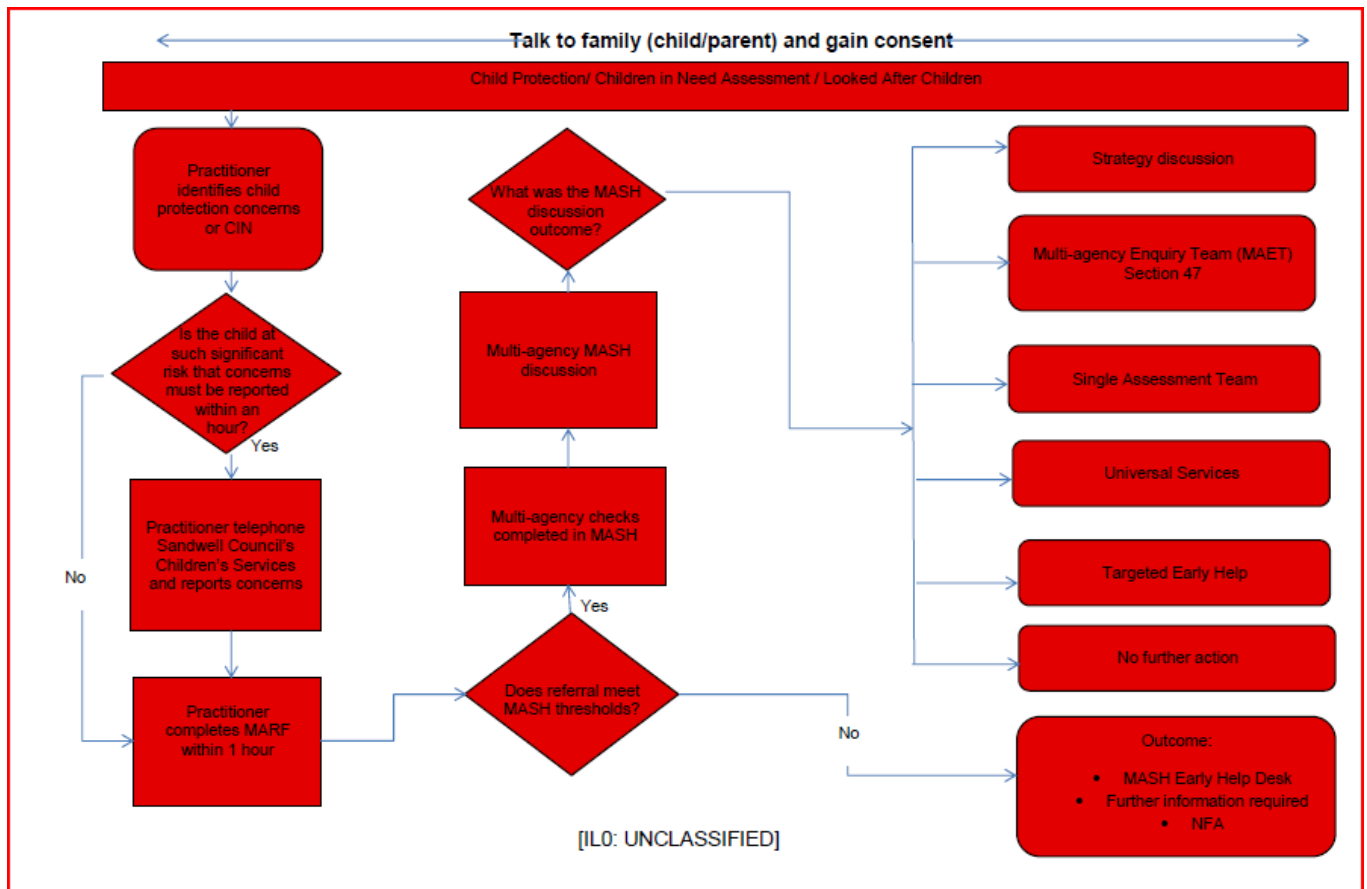 Talk to family (child/parent) and gain consent
Child Protection/ Children in Need Assessment / Looked After Children
Practitioner
identifies child
protection concerns
or CIN
Is the child at
such significant
risk that concerns
must be reported
within an
hour?
Yes
No
Practitioner telephone
Sandwell Council's
Children's Services
and reports concerns
Practitioner
completes MARF
within 1 hour
What was the MASH
discussion
outcome?
Multi-agency MASH
discussion
Multi-agency checks
completed in MASH
Yes
Does referral meet
MASH thresholds?
No
Strategy discussion
Multi-agency Enquiry Team (MAET)
Section 47
Single Assessment Team
Universal Services
Targeted Early Help
No further action
Outcome:
• MASH Early Help Desk
• Further information required
• NFA
[IL0: UNCLASSIFIED]